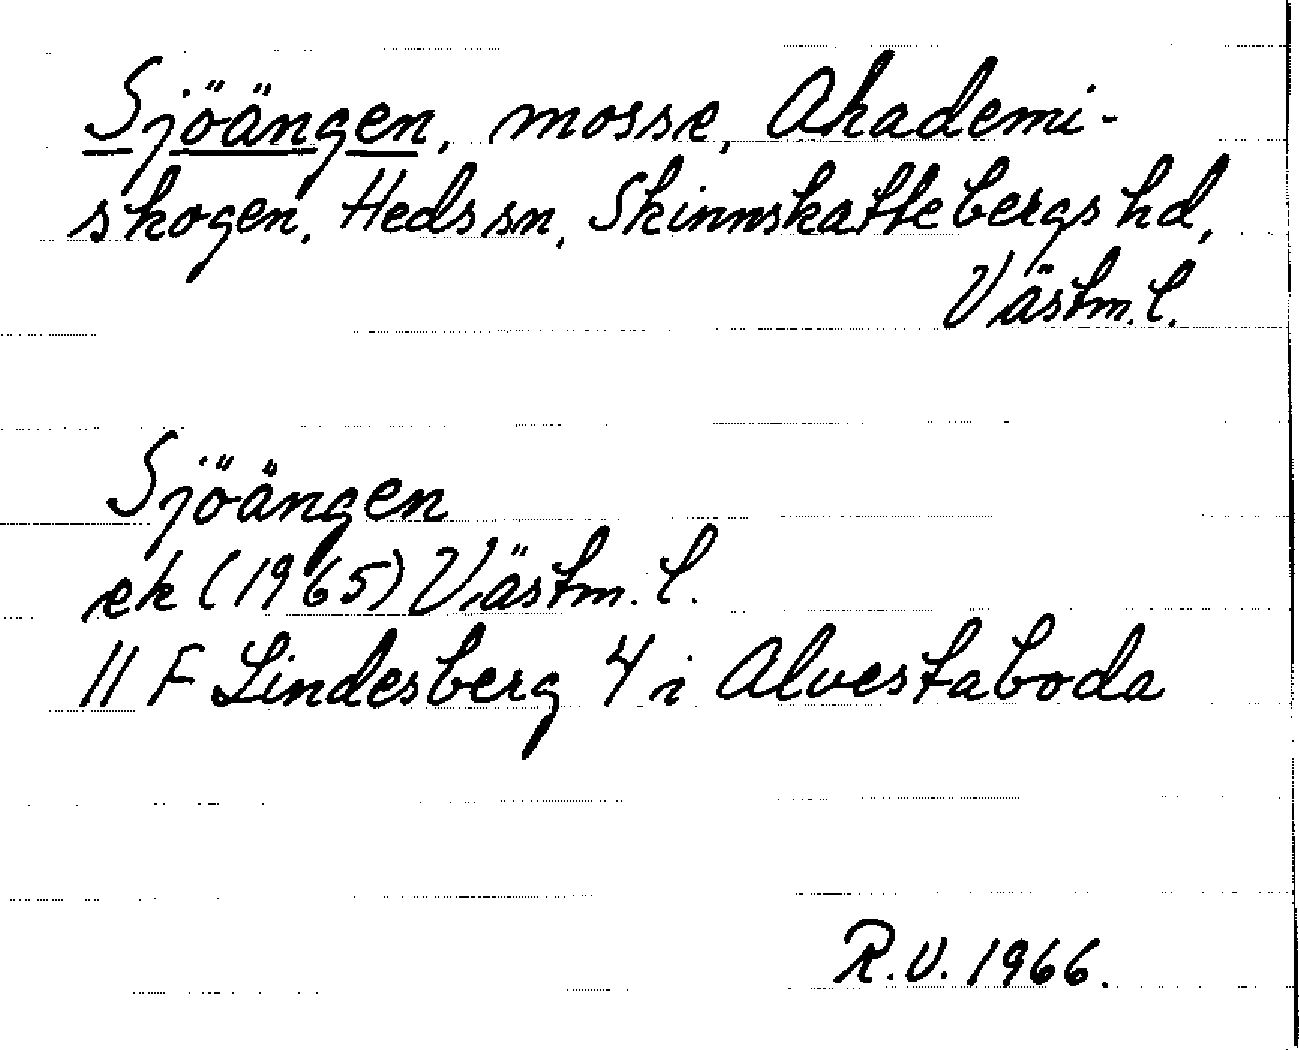 Sjöängen, mosse, Akademi-
skogen, Heds sn, Skinnskattebergs hd,
Västm. l.
Sjöängen
ek (1965) Västm. l.
11 F Lindesberg 4 i Alvestaboda
R.V. 1966.